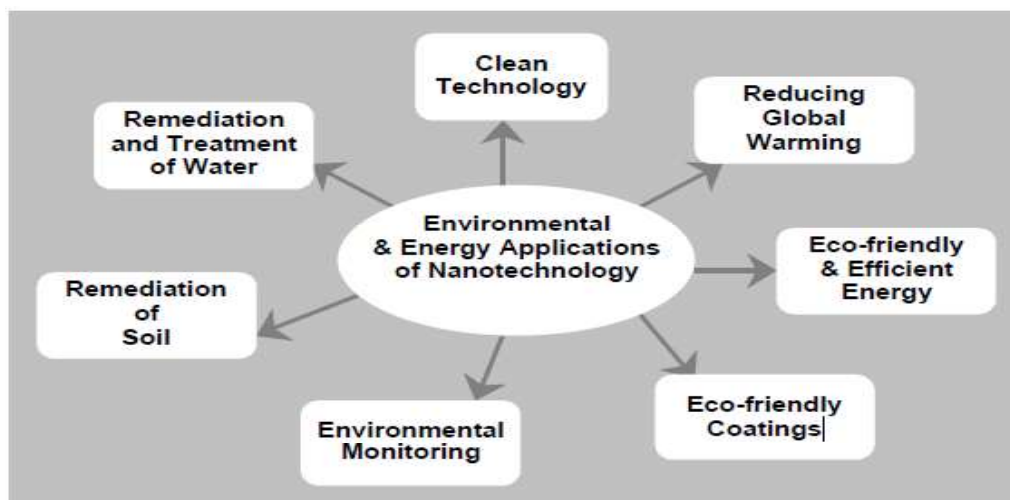 Clean
Technology
Reducing
Global
Warming
Remediation
and Treatment
of Water
Environmental
& Energy Applications
of Nanotechnology
Eco-friendly
& Efficient
Energy
Remediation
of
Soil
Eco-friendly
Coatings
Environmental
Monitoring